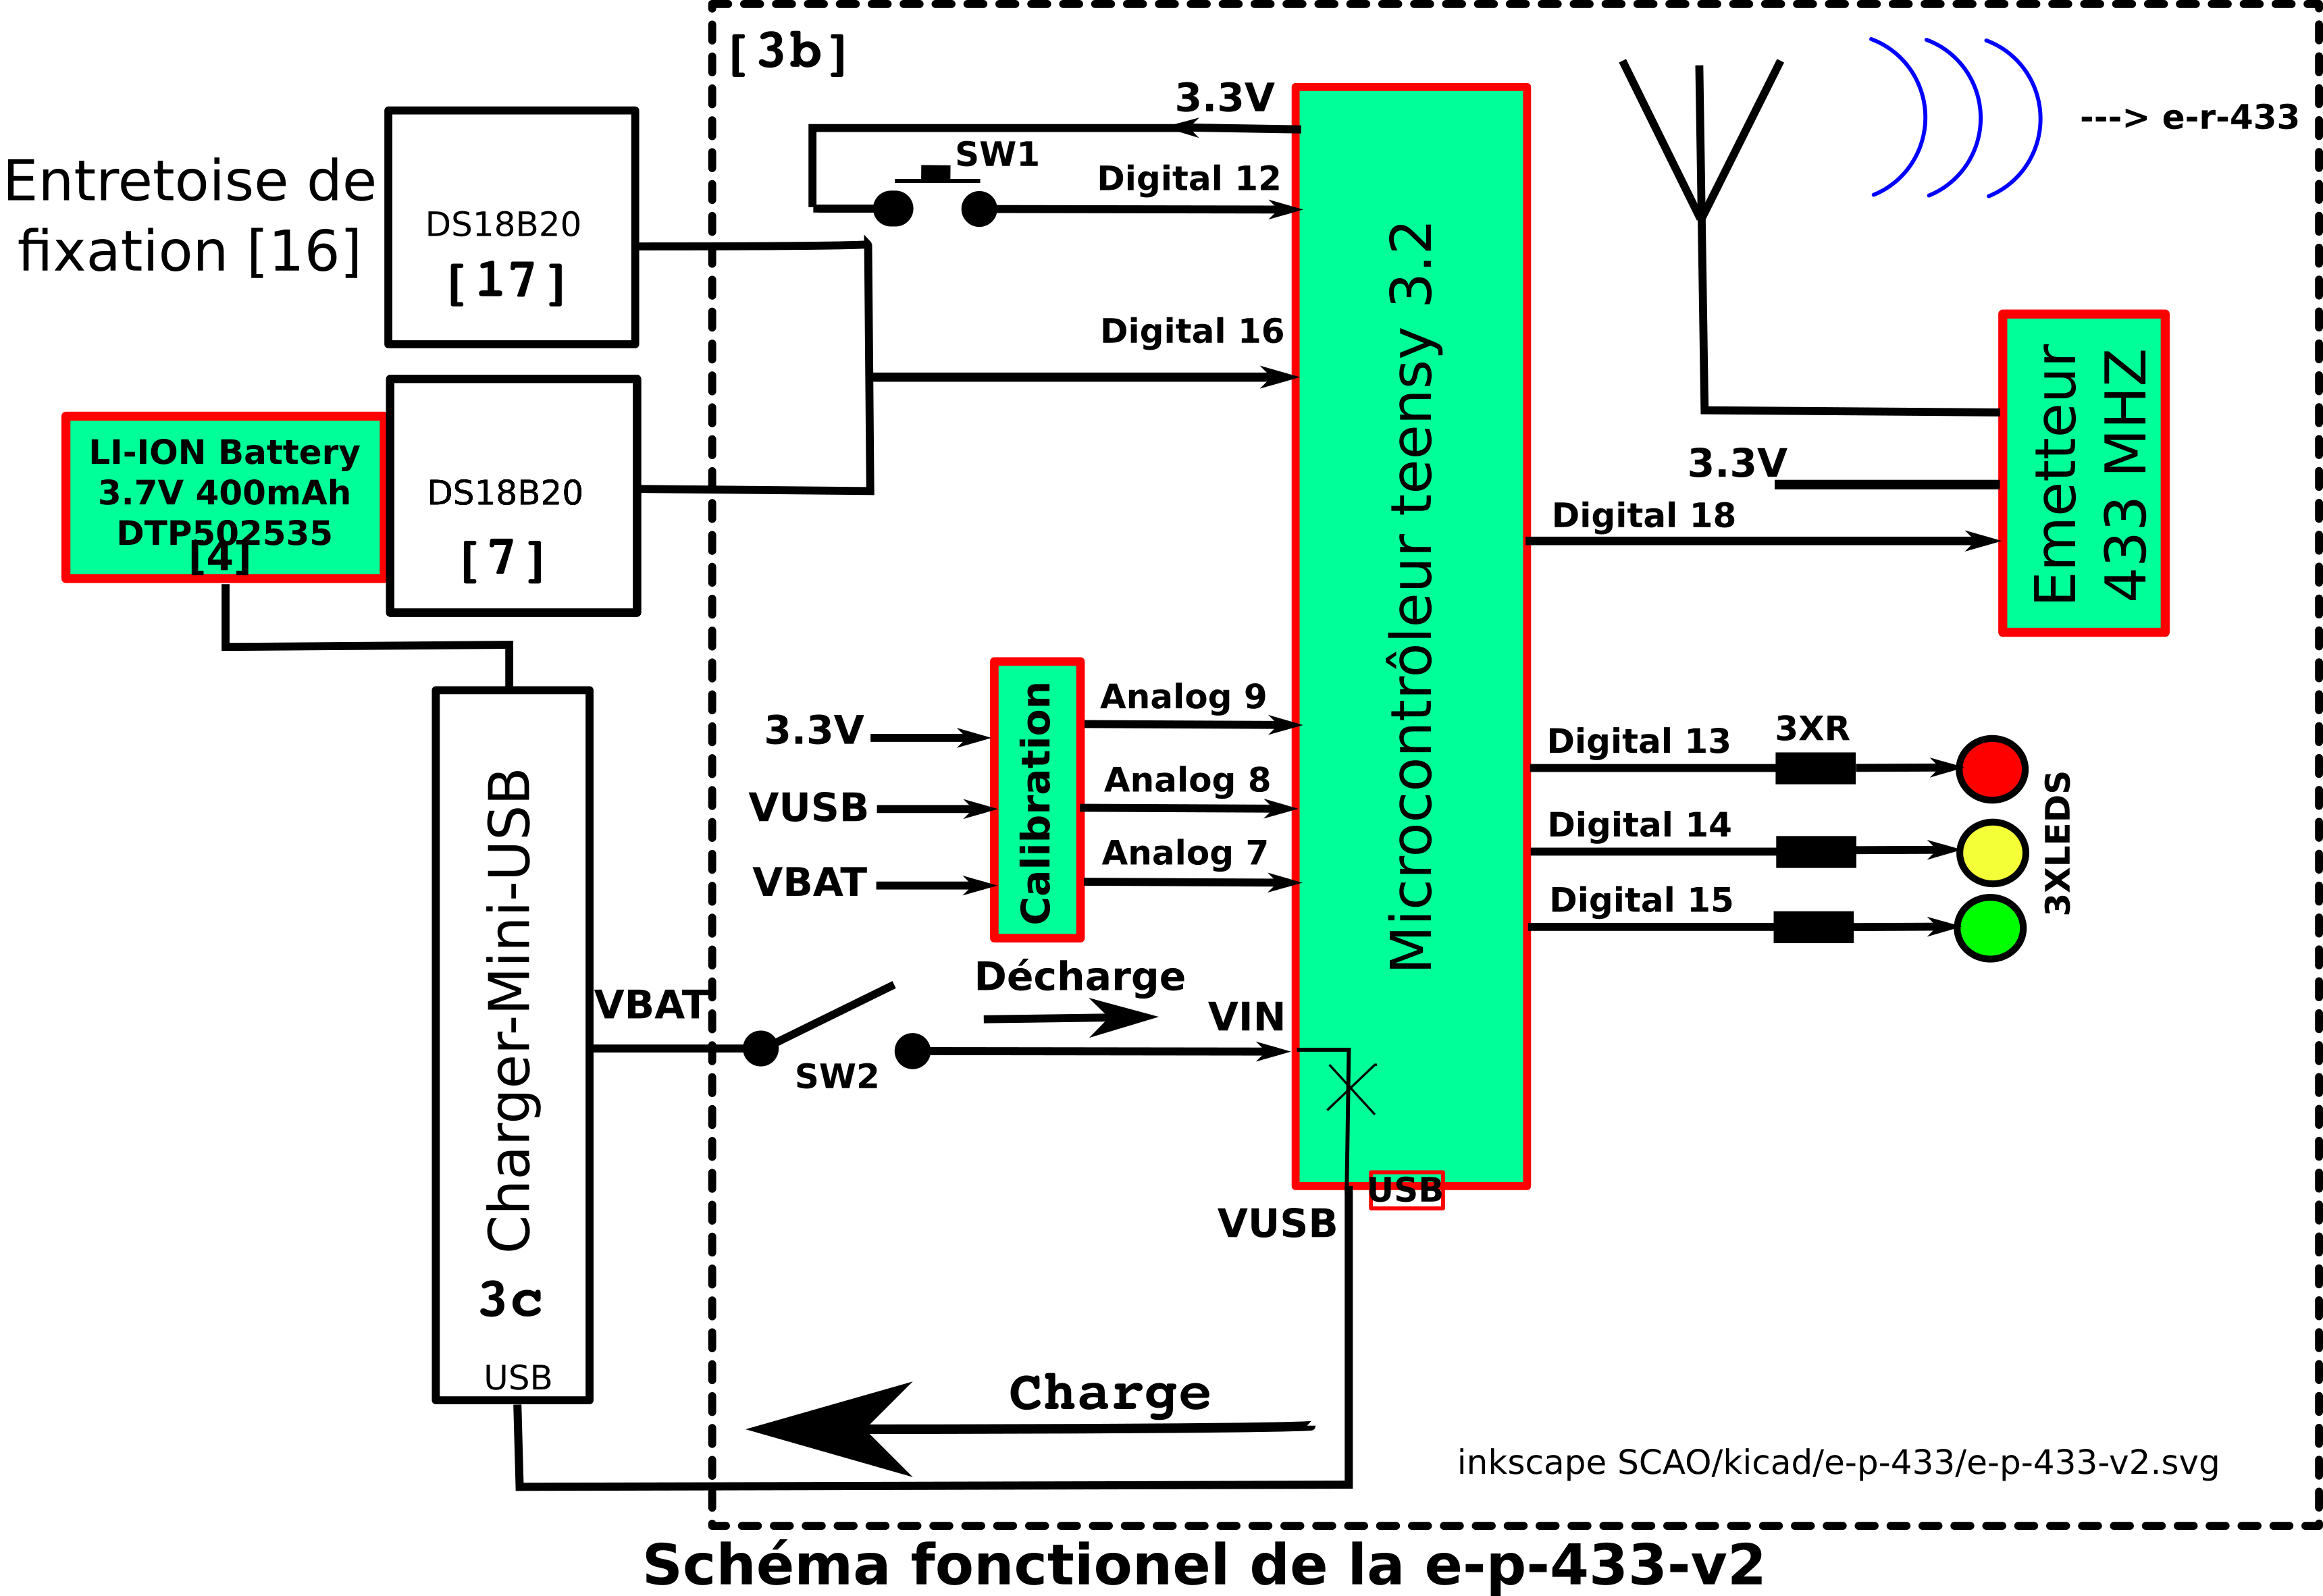 [3b]
3.3V
---> e-r-433
SW1
Digital 12
Entretoise de
fixation [16]
DS18B20
[17]
Digital 16
Microcontrôleur teensy 3.2
Emetteur
433 MHZ
LI-ION Battery
3.7V 400mAh
DTP502535
[4]
DS18B20
[7]
3.3V
Digital 18
Calibration
3.3V
VUSB
VBAT
Analog 9
Analog 8
Analog 7
Digital 13
3XR
Digital 14
Digital 15
3XLEDS
Charger-Mini-USB
3c
USB
VBAT
SW2
Décharge
VIN
USB
VUSB
Charge
inkscape SCAO/kicad/e-p-433/e-p-433-v2.svg
Schéma fonctionel de la e-p-433-v2